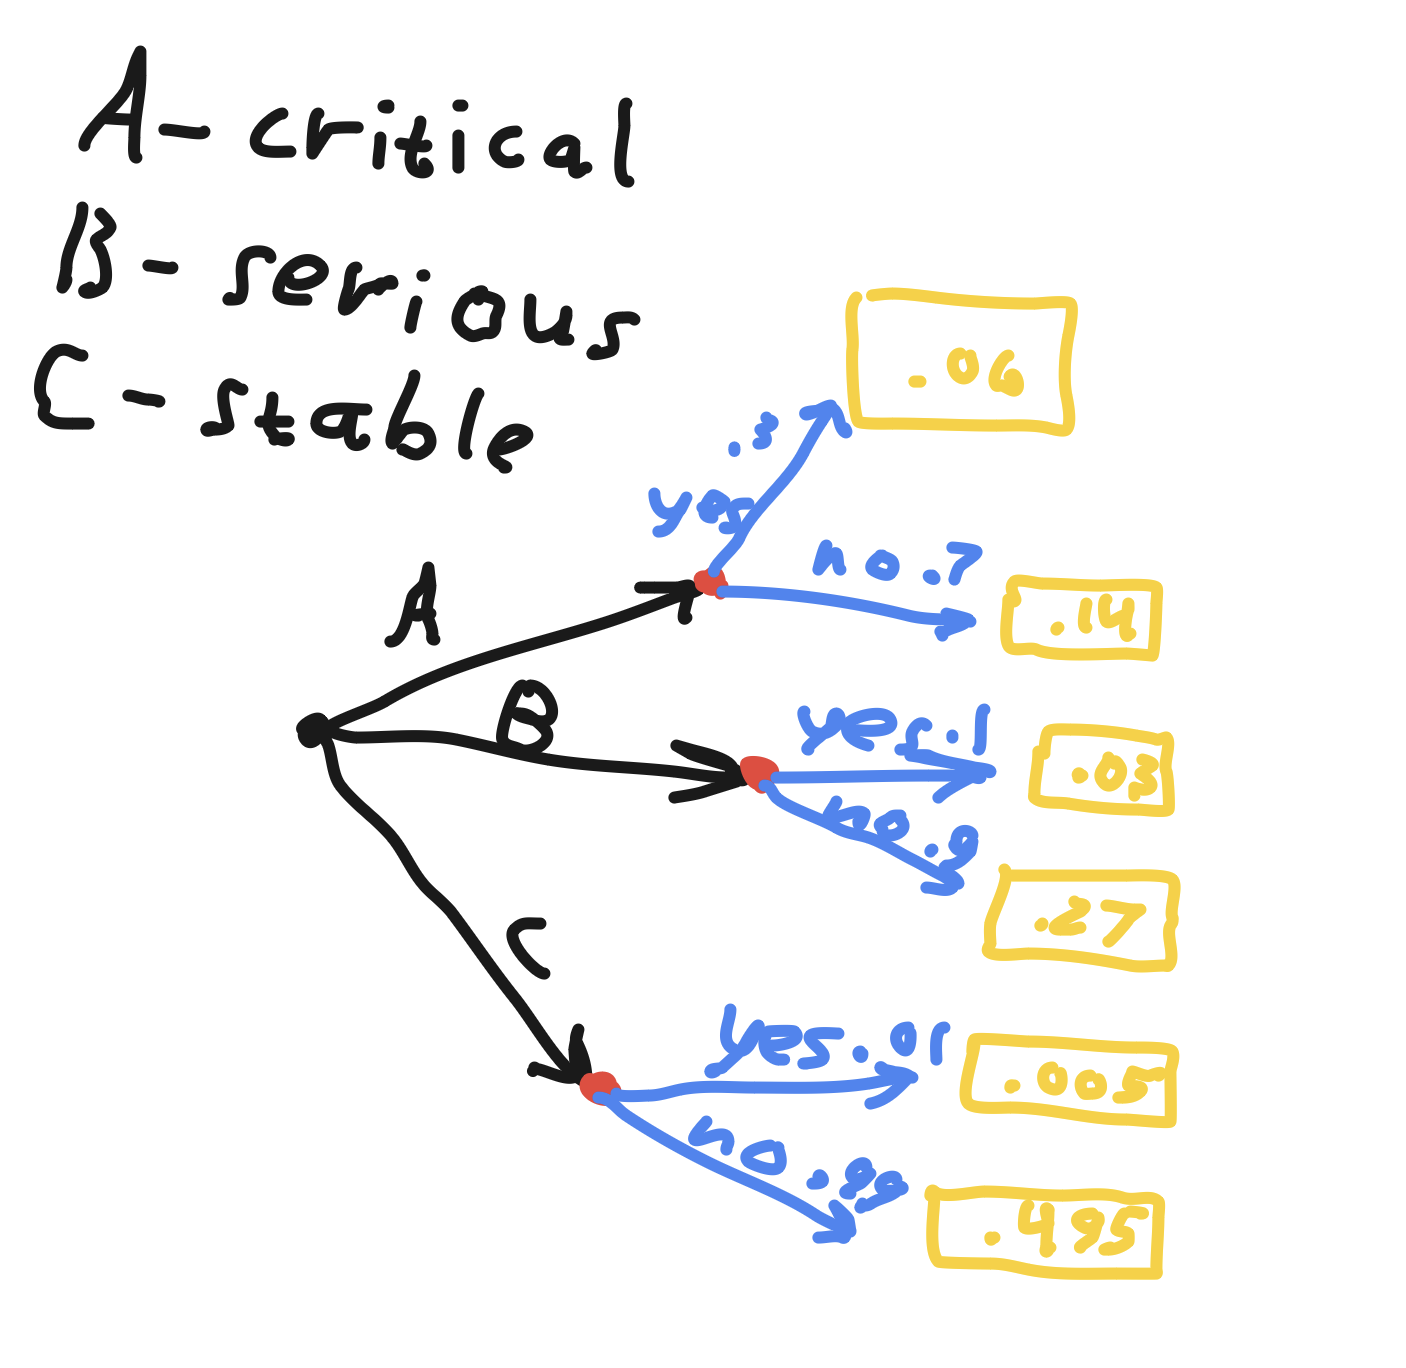 A- critical
B- serious
C- stable
.06
yes .3
no .7
.14
A
B
yes .1
.03
no .9
.27
C
yes .01
.005
no .99
.495